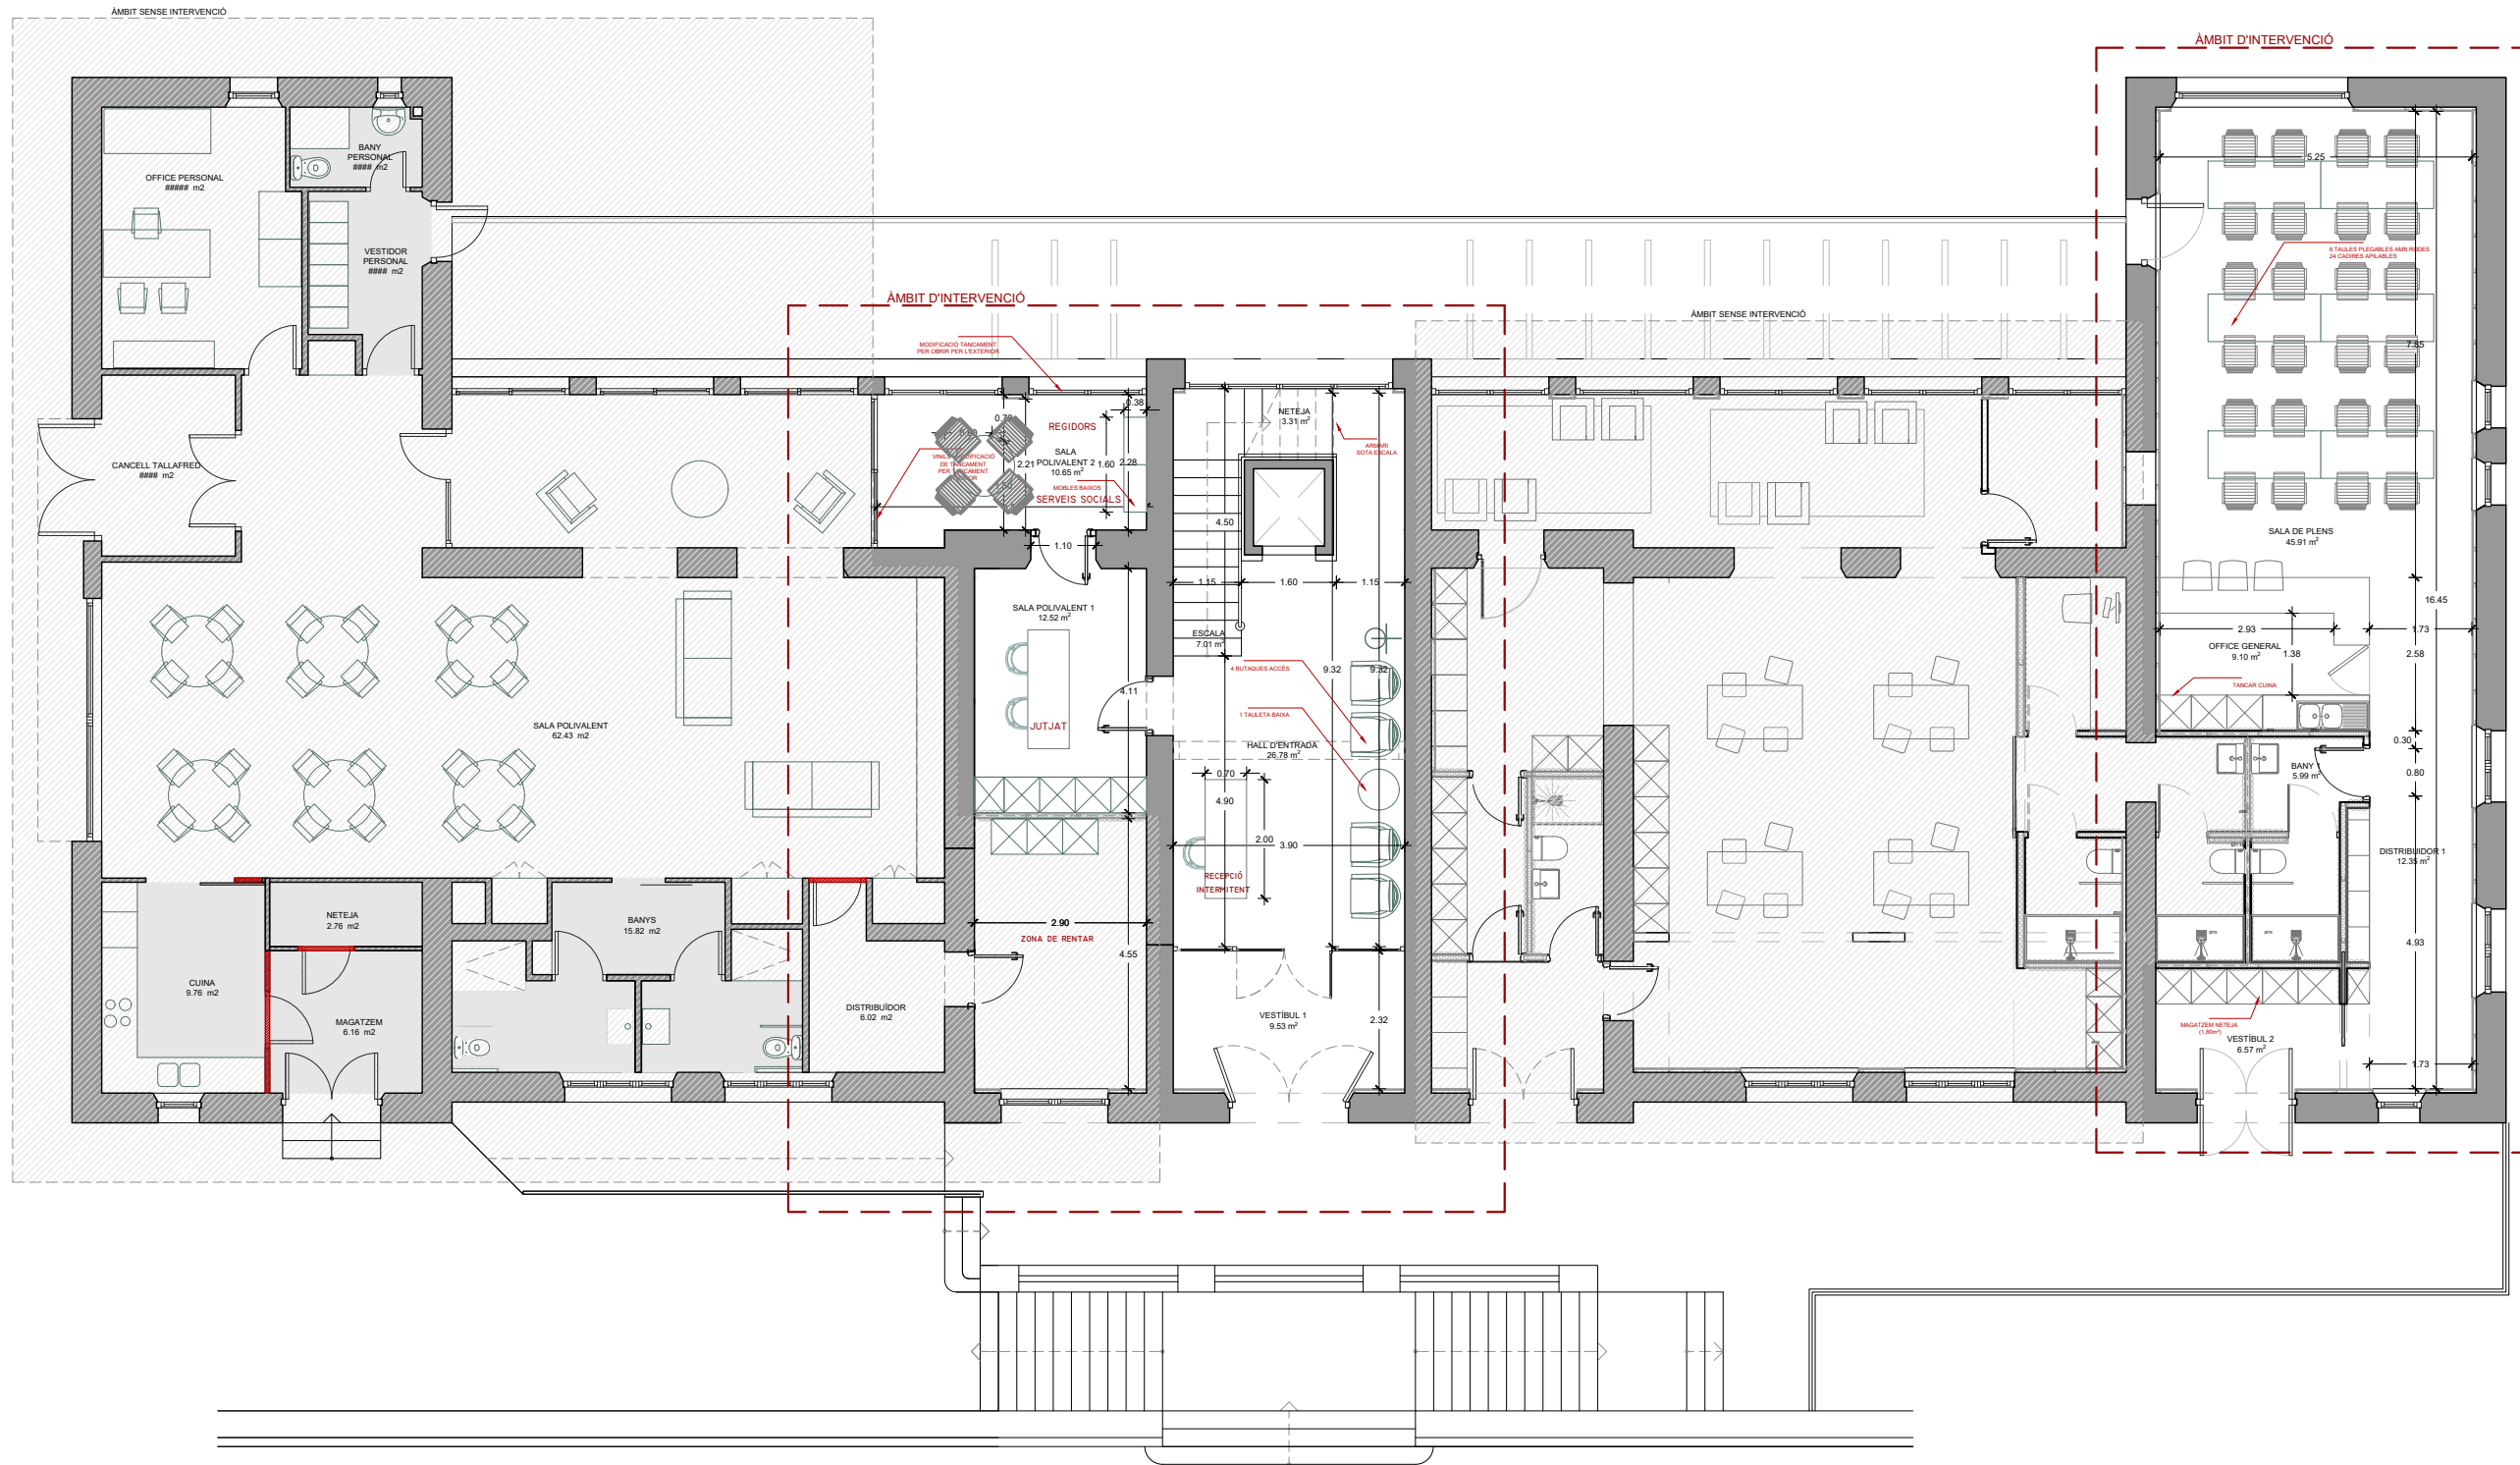 ÀMBIT SENSE INTERVENCIÓ
ÀMBIT D'INTERVENCIÓ
BANY
PERSONAL
#### m2
OFFICE PERSONAL
##### m2
VESTIDOR
PERSONAL
#### m2
5.25
6 TAULES PLEGABLES AMB RODES
24 CADIRES APILABLES
7.85
ÀMBIT D'INTERVENCIÓ
ÀMBIT SENSE INTERVENCIÓ
MODIFICACIÓ TANCAMENT
PER OBRIR PER L'EXTERIOR
0.38
REGIDORS
SALA
POLIVALENT 2
10.65 m²
2.21
1.60
2.28
MOBLES BAIXOS
SERVEIS SOCIALS
NETEJA
3.31 m²
ARMARI
SOTA ESCALA
CANCELL TALLAFRED
#### m2
4.50
1.10
1.15
1.60
1.15
SALA DE PLENS
45.91 m²
16.45
SALA POLIVALENT 1
12.52 m²
ESCALA
7.01 m²
2.93
1.73
OFFICE GENERAL
9.10 m²
1.38
2.58
TANCAR CUINA
4 BUTAQUES ACCÉS
9.32
9.32
4.11
1 TAULETA BAIXA
JUTJAT
SALA POLIVALENT
62.43 m2
HALL D'ENTRADA
26.78 m²
0.70
4.90
2.00
3.90
0.30
BANY 1
5.99 m²
0.80
DISTRIBUIDOR 1
12.35 m²
RECEPCIÓ
INTERMITENT
NETEJA
2.76 m2
BANYS
15.82 m2
2.90
ZONA DE RENTAR
4.55
4.93
CUINA
9.76 m2
MAGATZEM
6.16 m2
DISTRIBUÏDOR
6.02 m2
VESTÍBUL 1
9.53 m²
2.32
MAGATZEM NETEJA
(1,80m²)
VESTÍBUL 2
6.57 m²
1.73